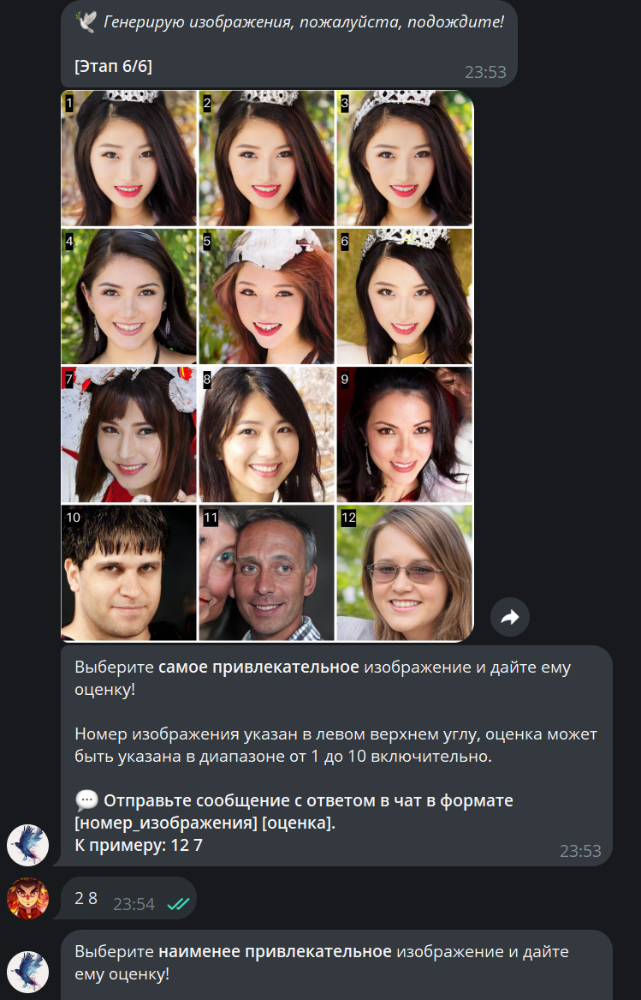 Генерирую изображения, пожалуйста, подождите!
[Этап 6/6]
23:53
1
2
3
4
5
6
7
8
9
10
11
12
Выберите самое привлекательное изображение и дайте ему
оценку!
Номер изображения указан в левом верхнем углу, оценка может
быть указана в диапазоне от 1 до 10 включительно.
Отправьте сообщение с ответом в чат в формате
[номер_изображения] [оценка].
К примеру: 12 7
23:53
2 8 23:54
Выберите наименее привлекательное изображение и дайте
ему оценку!